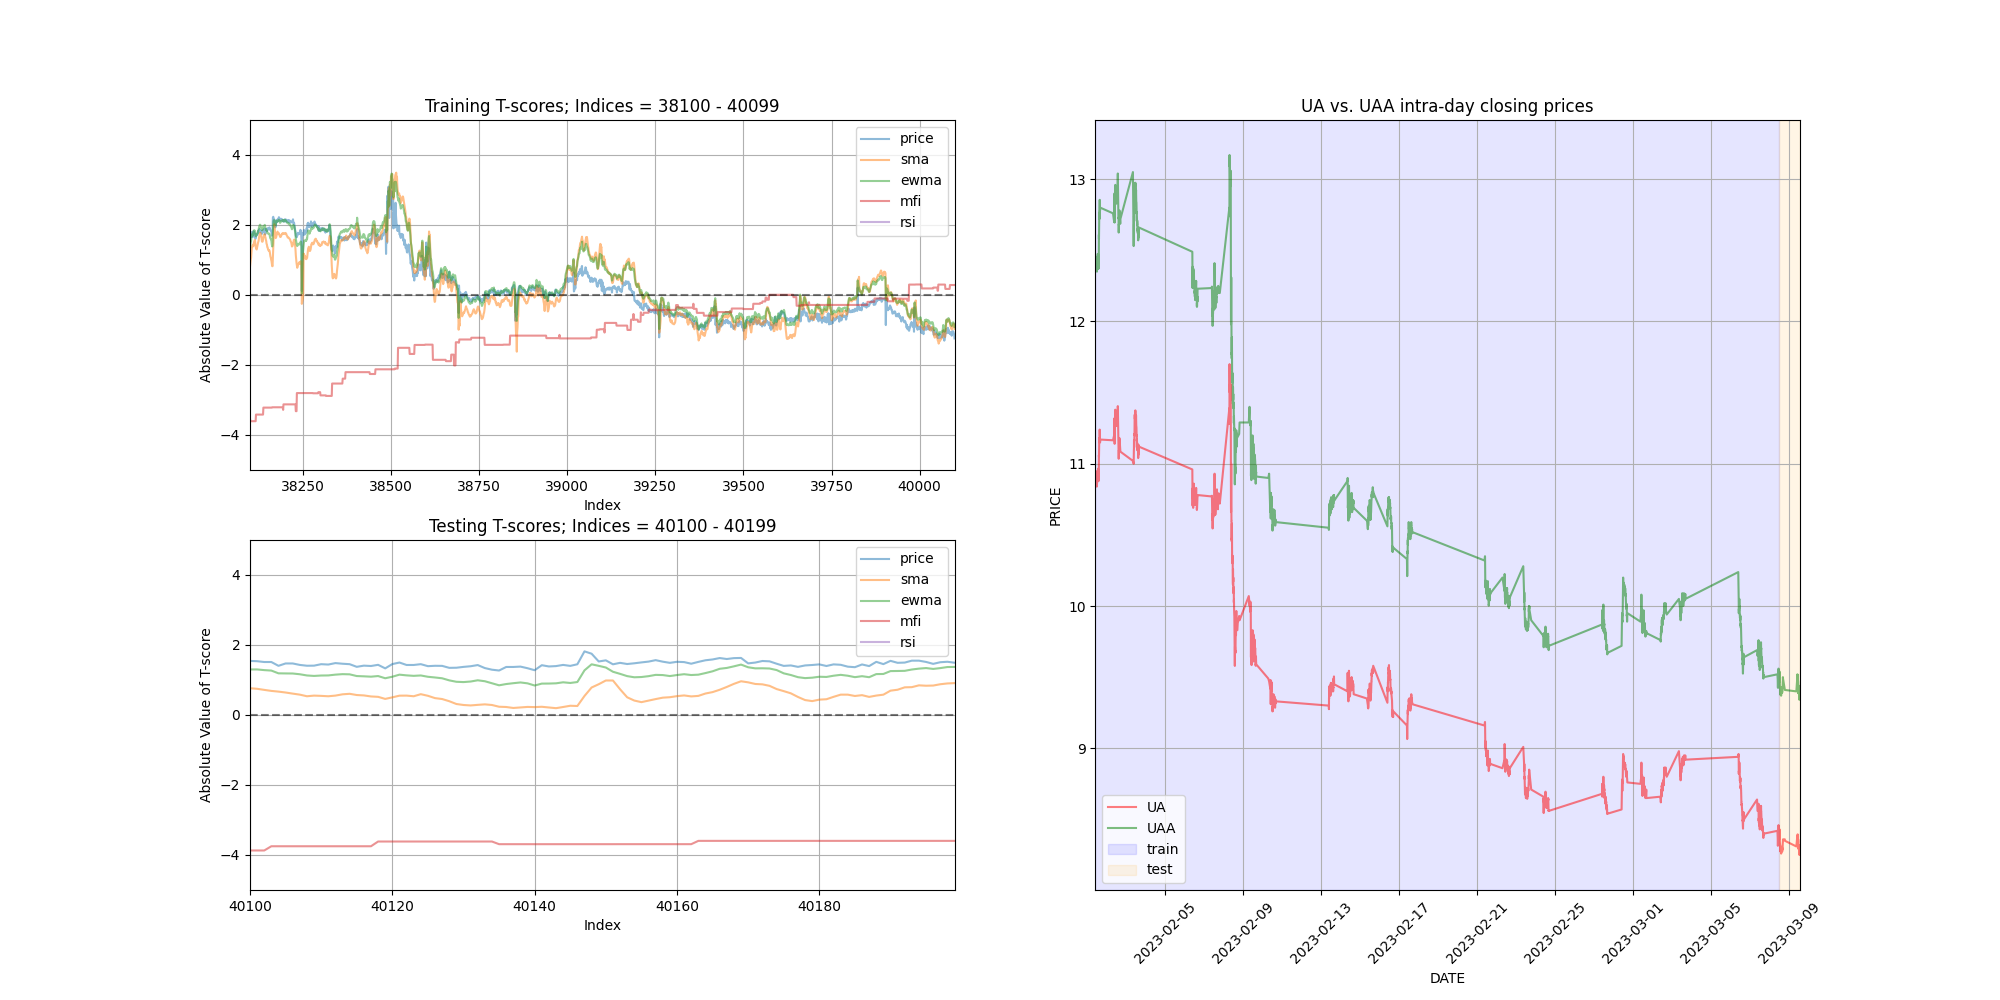 Training T-scores; Indices = 38100 - 40099
Absolute Value of T-score
4
2
0
−2
−4
38250 38500 38750 39000 39250 39500 39750 40000
Index
price
sma
ewma
mfi
rsi
Testing T-scores; Indices = 40100 - 40199
Absolute Value of T-score
4
2
0
−2
−4
40100 40120 40140 40160 40180
Index
price
sma
ewma
mfi
rsi
UA vs. UAA intra-day closing prices
PRICE
13
12
11
10
9
UA
UAA
train
test
2023-02-05 2023-02-09 2023-02-13 2023-02-17 2023-02-21 2023-02-25 2023-03-01 2023-03-05 2023-03-09
DATE